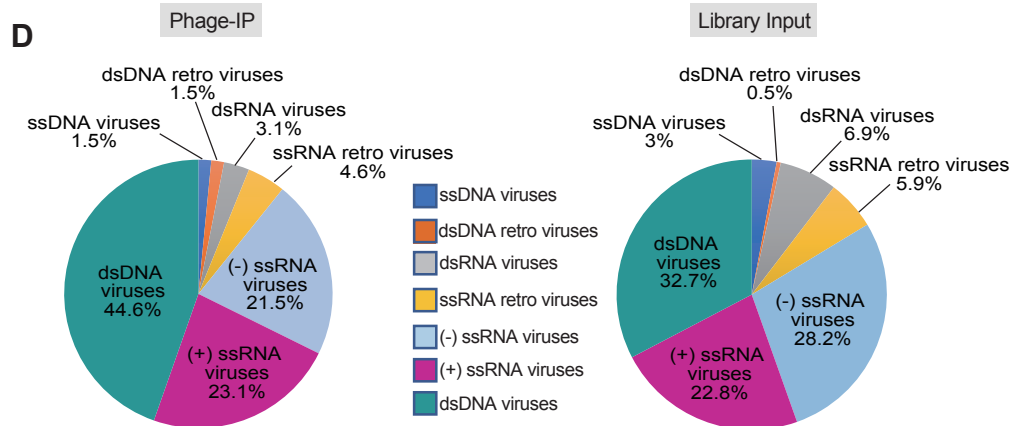 D
Phage-IP
dsDNA retro viruses
1.5%
dsRNA viruses
3.1%
ssDNA viruses
1.5%
ssRNA retro viruses
4.6%
dsDNA
viruses
44.6%
(-) ssRNA
viruses
21.5%
(+) ssRNA
viruses
23.1%
ssDNA viruses
dsDNA retro viruses
dsRNA viruses
ssRNA retro viruses
(-) ssRNA viruses
(+) ssRNA viruses
dsDNA viruses
Library Input
dsDNA retro viruses
0.5%
dsRNA viruses
6.9%
ssDNA viruses
3%
ssRNA retro viruses
5.9%
dsDNA
viruses
32.7%
(-) ssRNA
viruses
28.2%
(+) ssRNA
viruses
22.8%